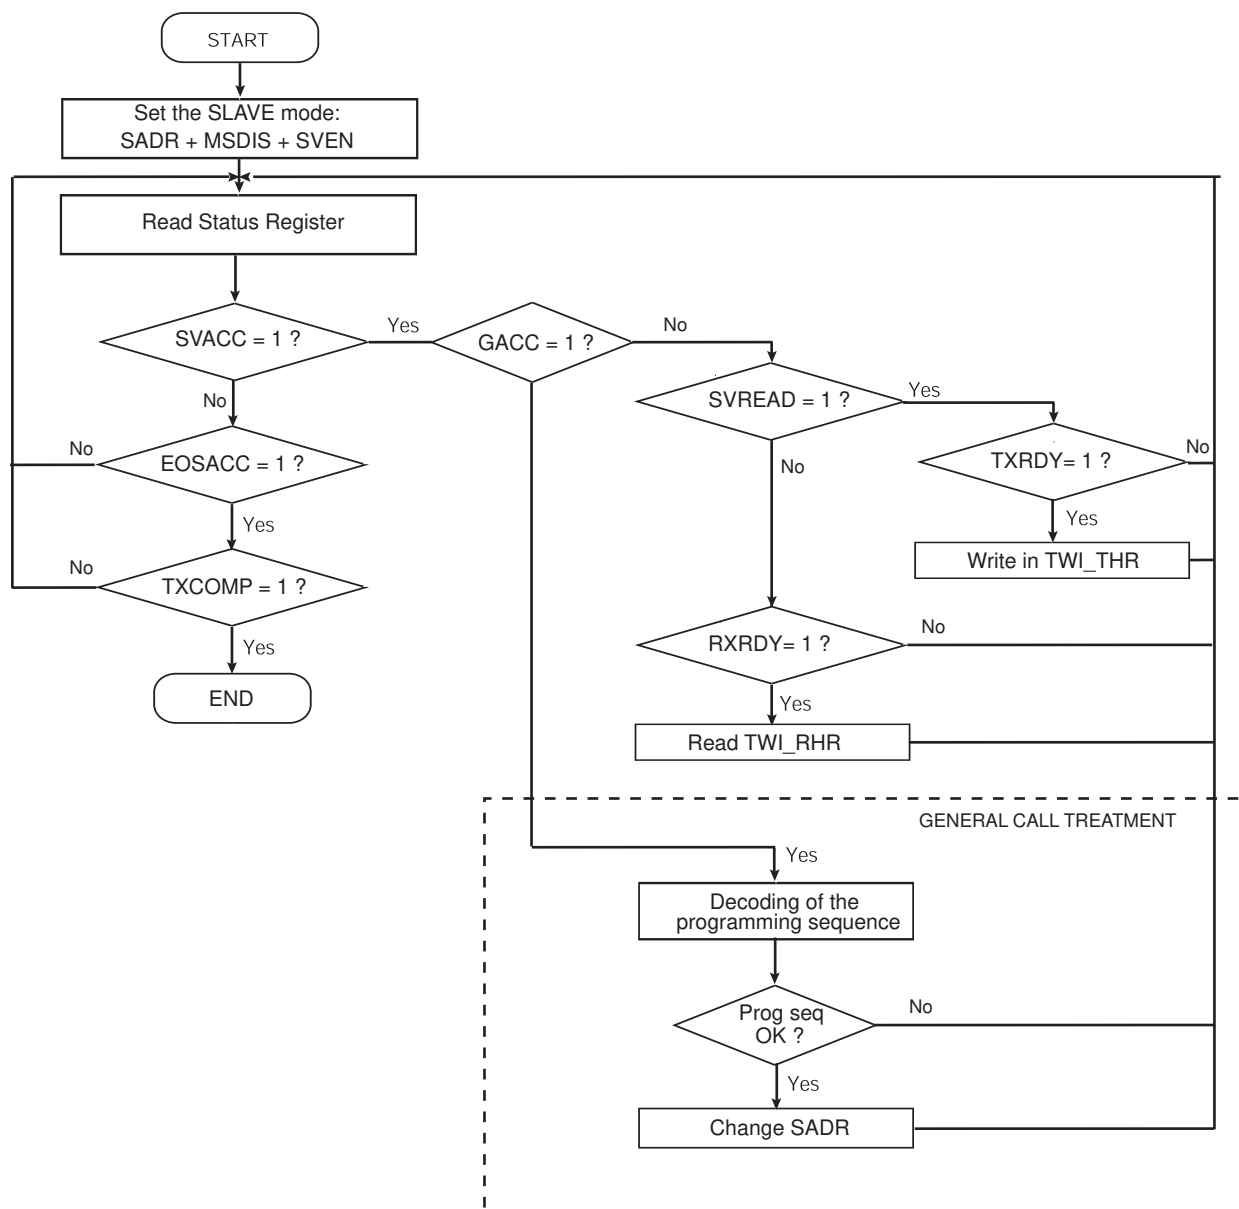 START
Set the SLAVE mode:
SADR + MSDIS + SVEN
Read Status Register
SVACC = 1 ?
Yes
GACC = 1 ?
No
SVREAD = 1 ?
Yes
No
EOSACC = 1 ?
No
TXRDY= 1 ?
No
No
Yes
Yes
Write in TWI_THR
TXCOMP = 1 ?
No
RXRDY= 1 ?
No
Yes
Yes
END
Read TWI_RHR
GENERAL CALL TREATMENT
Yes
Decoding of the
programming sequence
Prog seq
OK ?
No
Yes
Change SADR